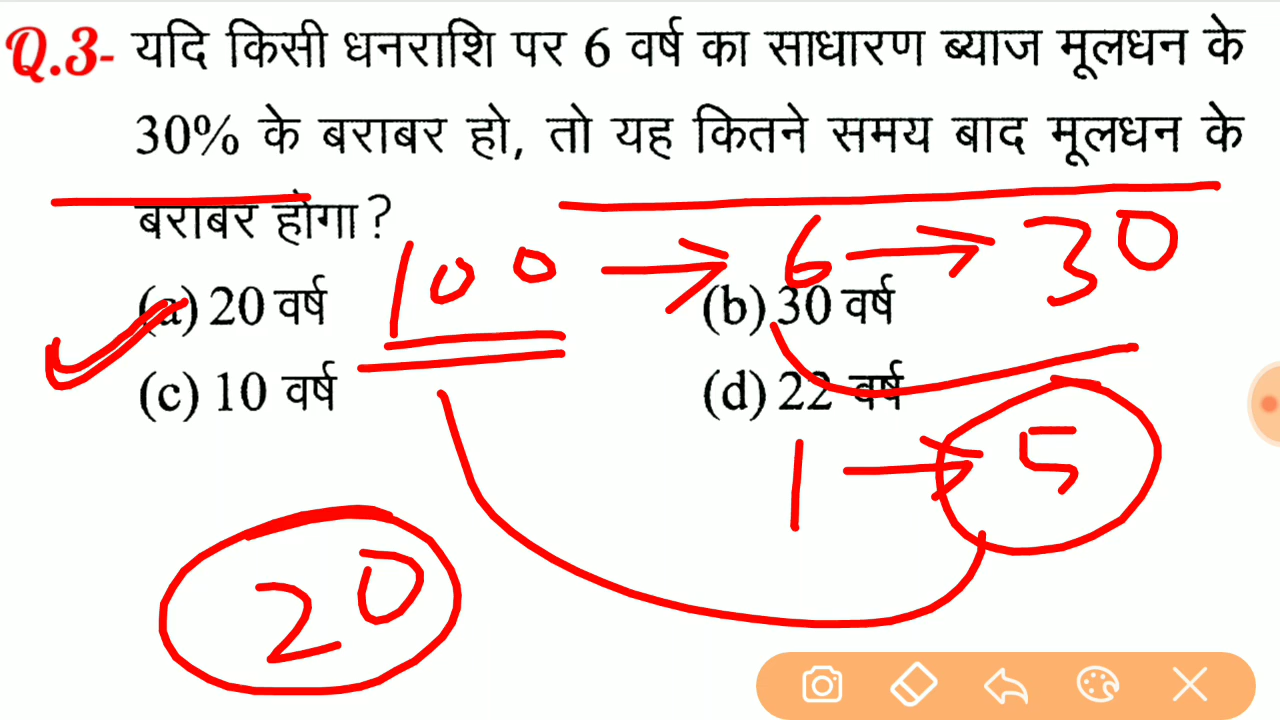 Q.3- यदि किसी धनराशि पर 6 वर्ष का साधारण ब्याज मूलधन के
30% के बराबर हो, तो यह कितने समय बाद मूलधन के
बराबर होगा?
100 → 6 → 30
(a) 20 वर्ष (b) 30 वर्ष
(c) 10 वर्ष (d) 22 वर्ष
1 → 5
20